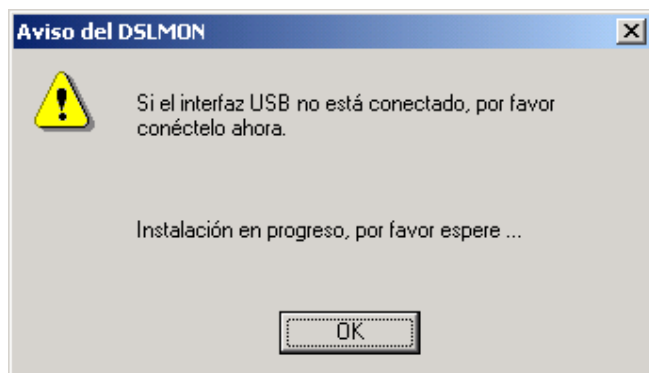 Aviso del DSLMON
Si el interfaz USB no está conectado, por favor
conéctelo ahora.
Instalación en progreso, por favor espere ...
OK